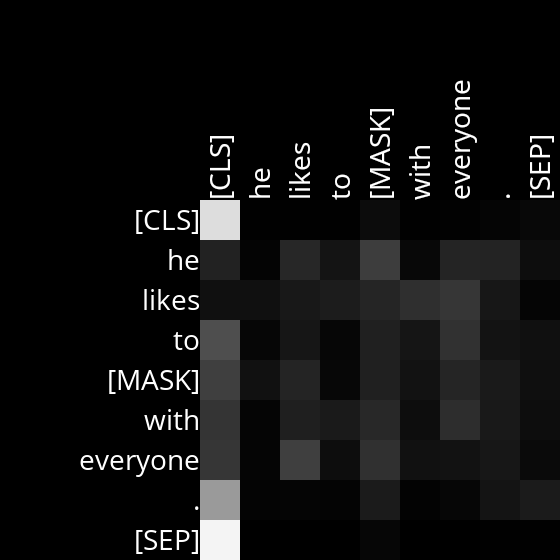 [CLS]
he
likes
to
[MASK]
with
everyone
.
[SEP]
[CLS]
he
likes
to
[MASK]
with
everyone
.
[SEP]